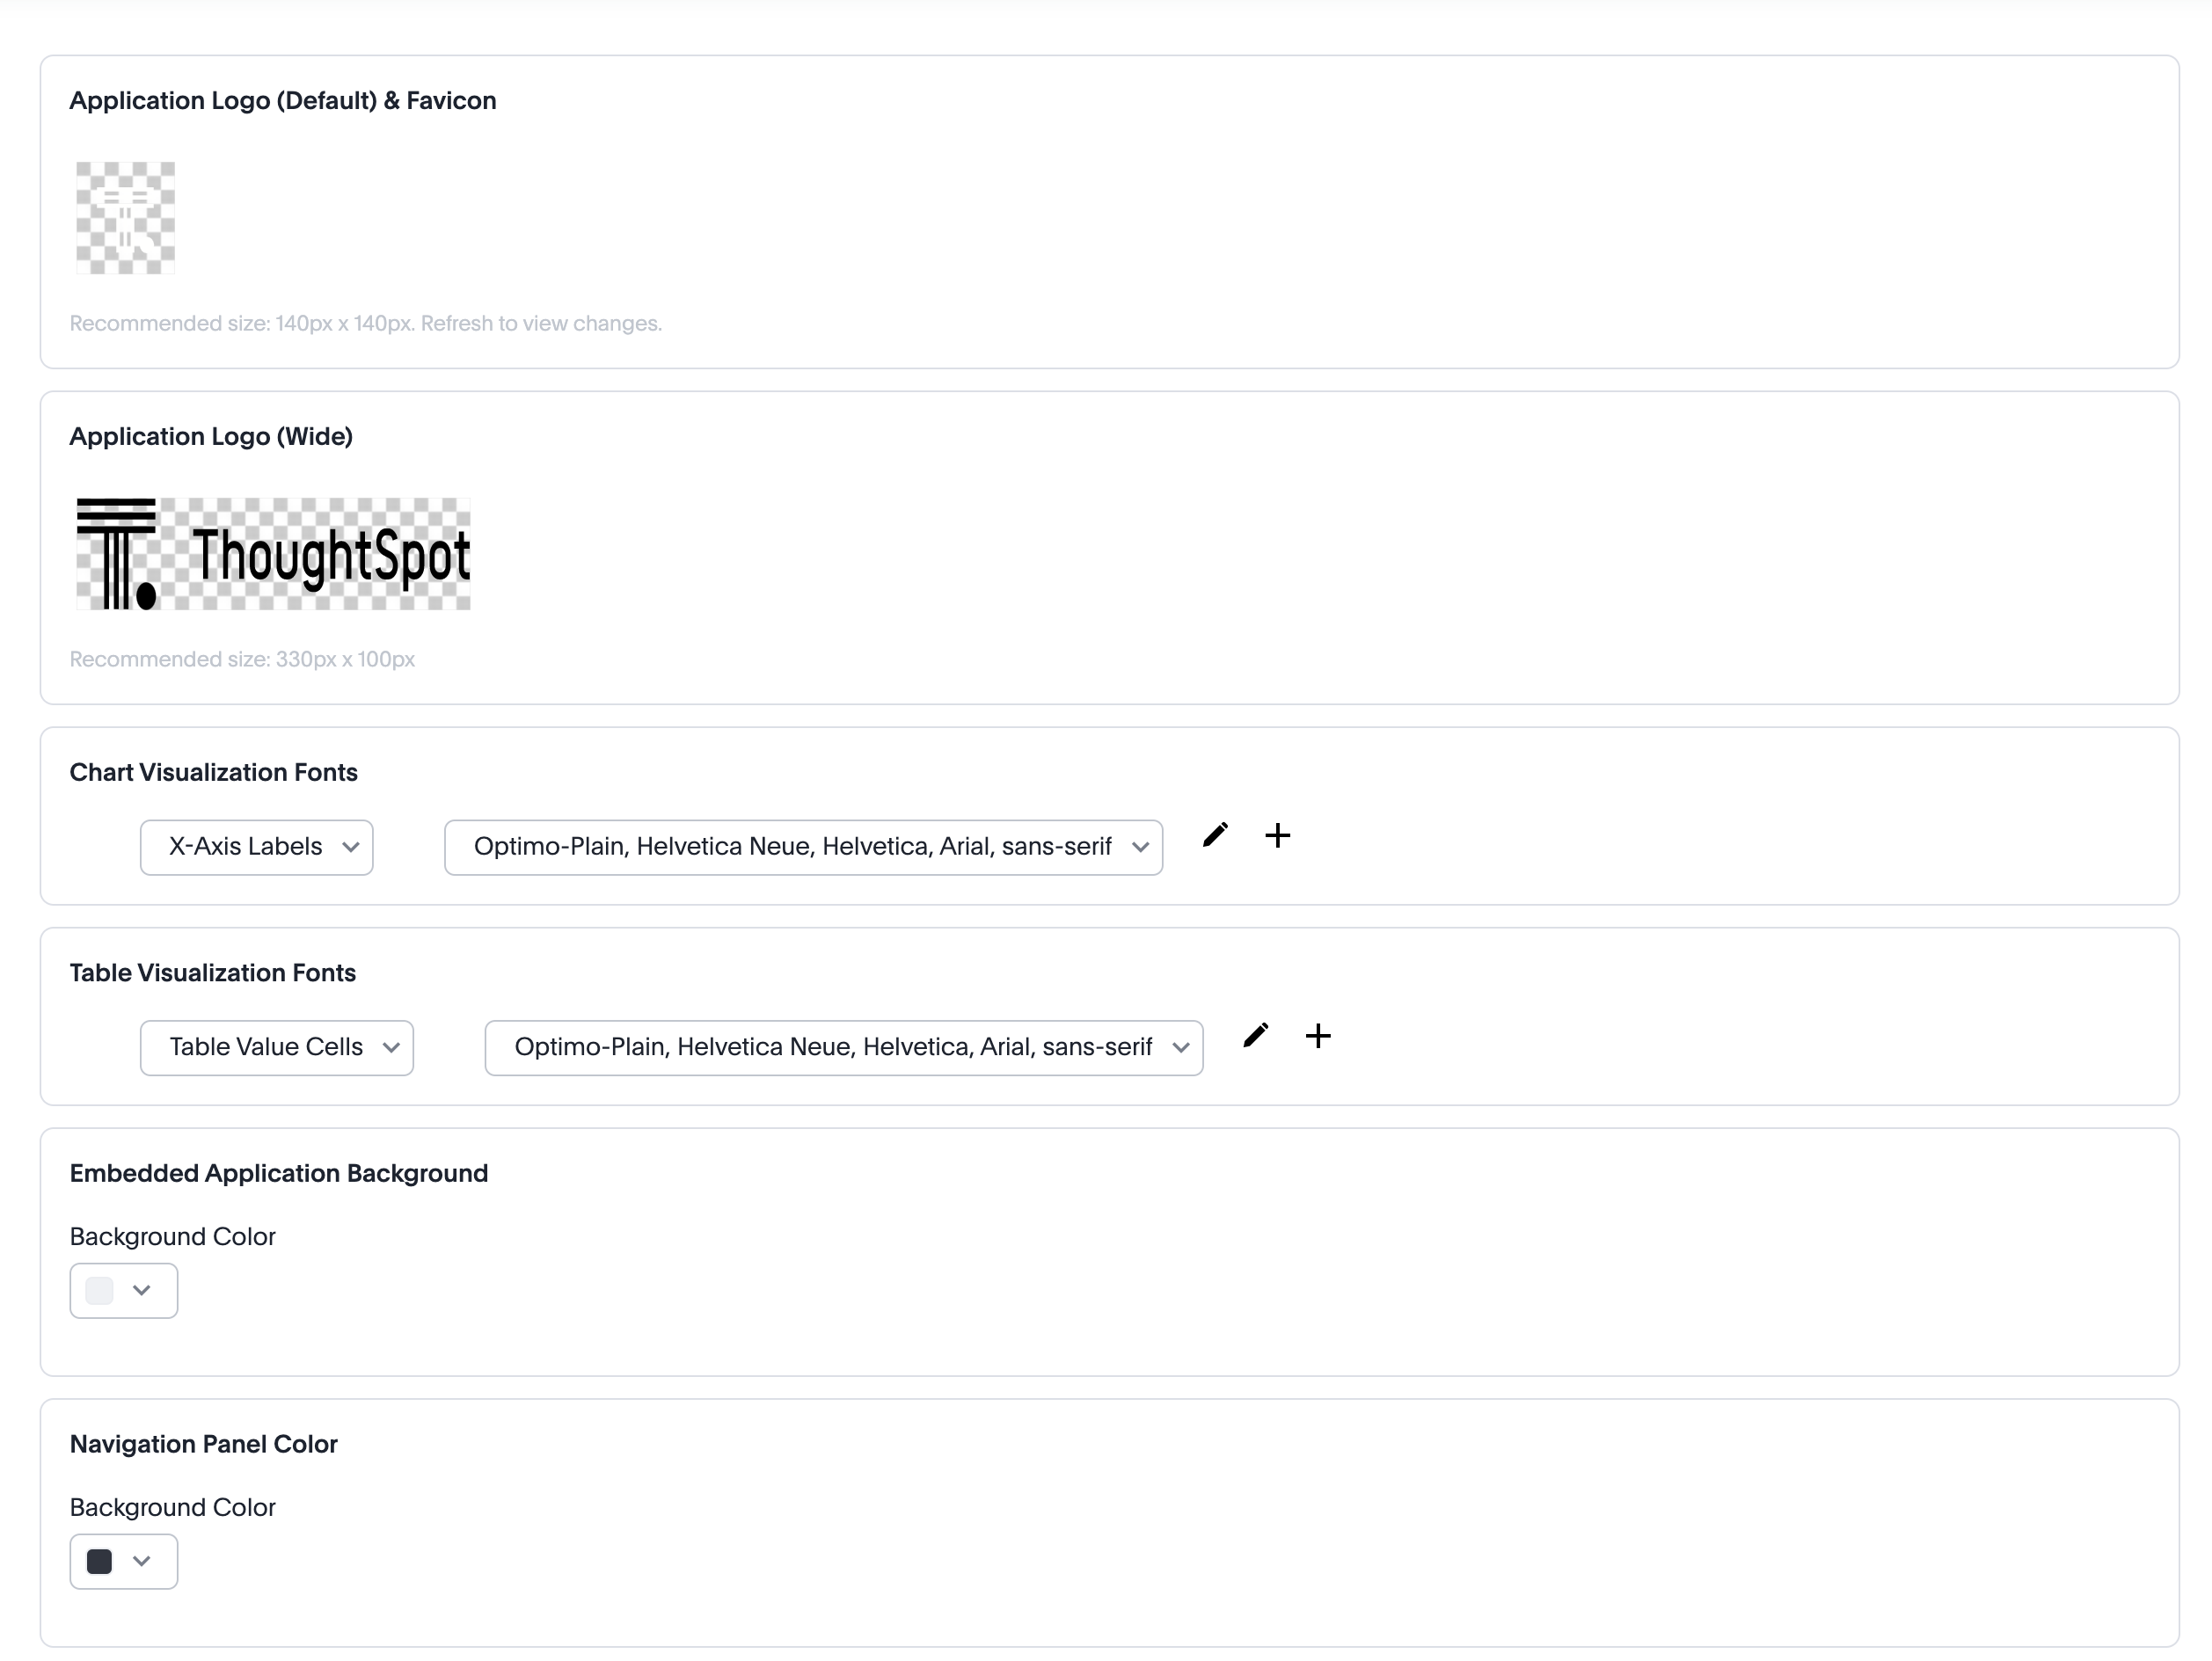 Application Logo (Default) & Favicon
Recommended size: 140px x 140px. Refresh to view changes.
Application Logo (Wide)
ThoughtSpot
Recommended size: 330px x 100px
Chart Visualization Fonts
X-Axis Labels
Optimo-Plain, Helvetica Neue, Helvetica, Arial, sans-serif
Table Visualization Fonts
Table Value Cells
Optimo-Plain, Helvetica Neue, Helvetica, Arial, sans-serif
Embedded Application Background
Background Color
Navigation Panel Color
Background Color